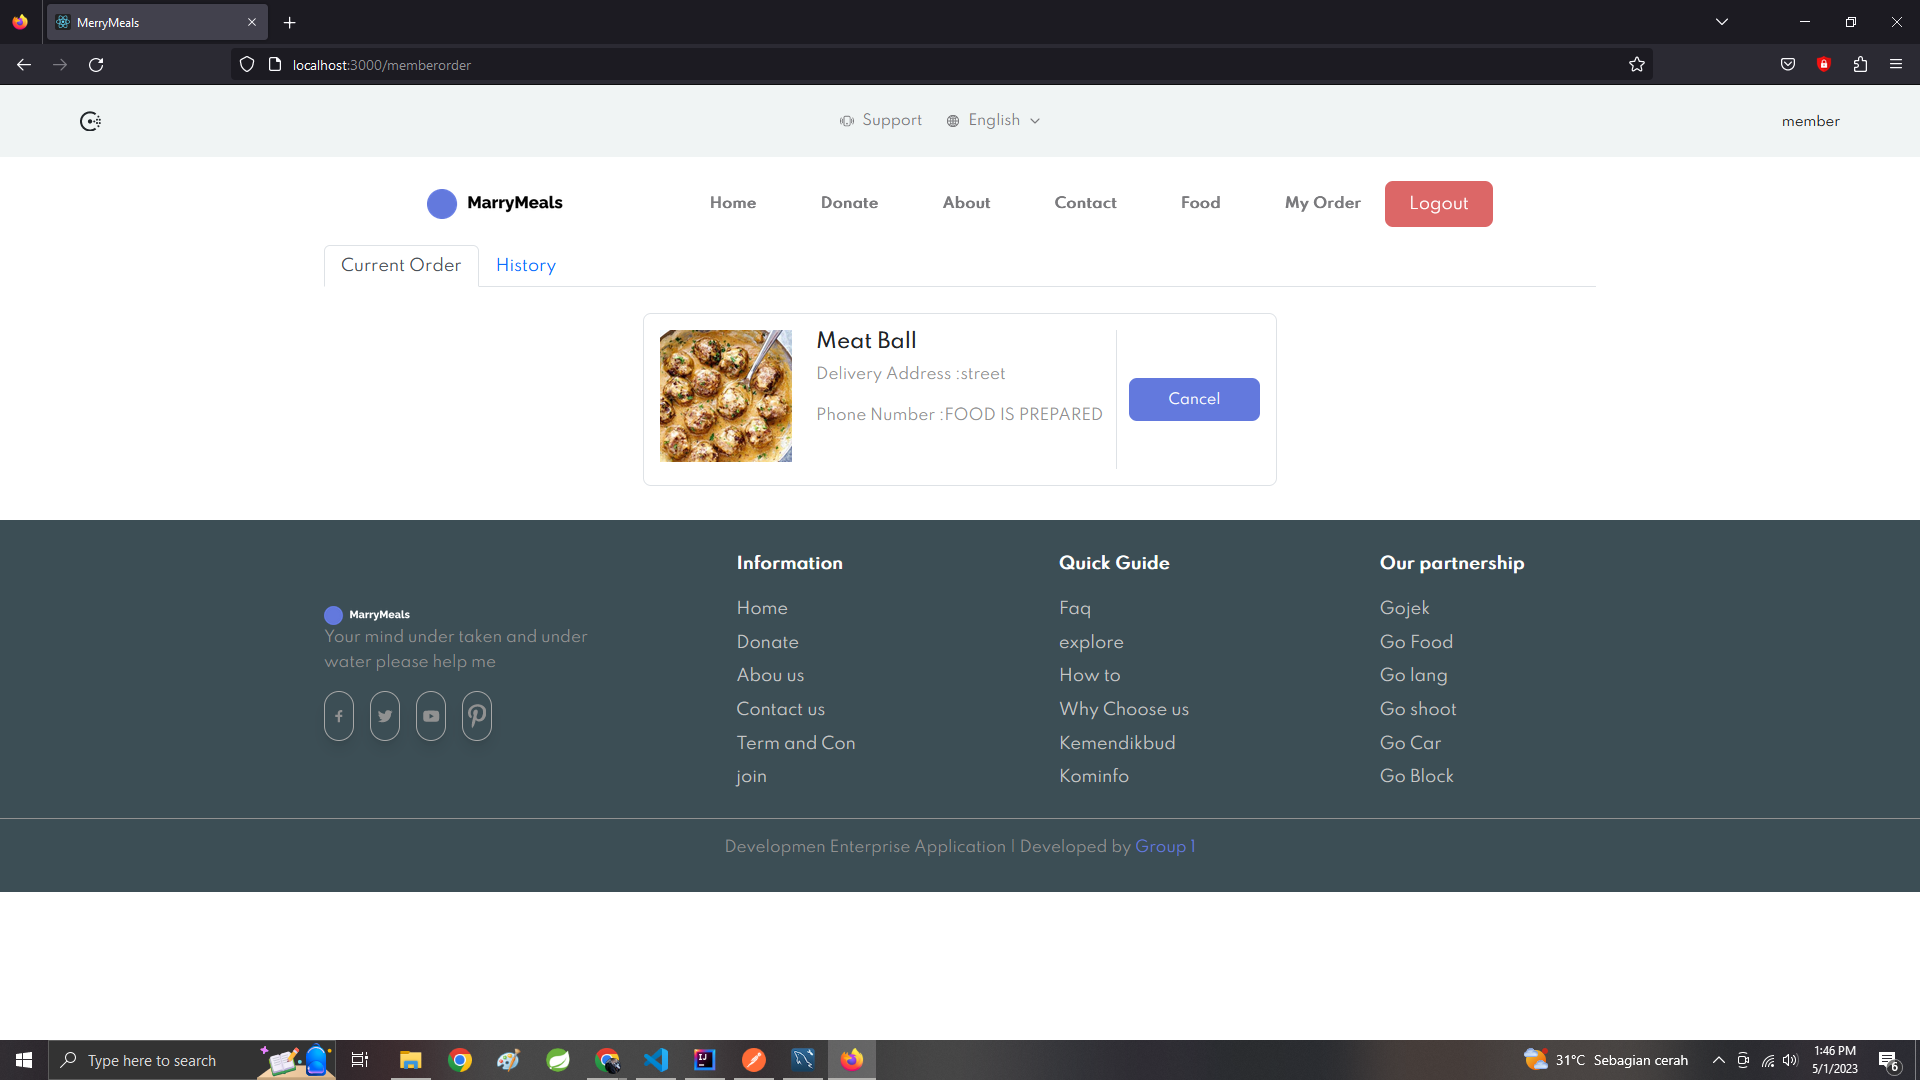 MerryMeals
localhost:3000/memberorder
Support
English
member
MarryMeals
Home
Donate
About
Contact
Food
My Order
Logout
Current Order
History
Meat Ball
Delivery Address :street
Phone Number :FOOD IS PREPARED
Cancel
MarryMeals
Your mind under taken and under
water please help me
Information
Home
Donate
Abou us
Contact us
Term and Con
join
Quick Guide
Faq
explore
How to
Why Choose us
Kemendikbud
Kominfo
Our partnership
Gojek
Go Food
Go lang
Go shoot
Go Car
Go Block
Developmen Enterprise Application | Developed by Group 1
Type here to search
IJ
31°C Sebagian cerah
1:46 PM
5/1/2023
6